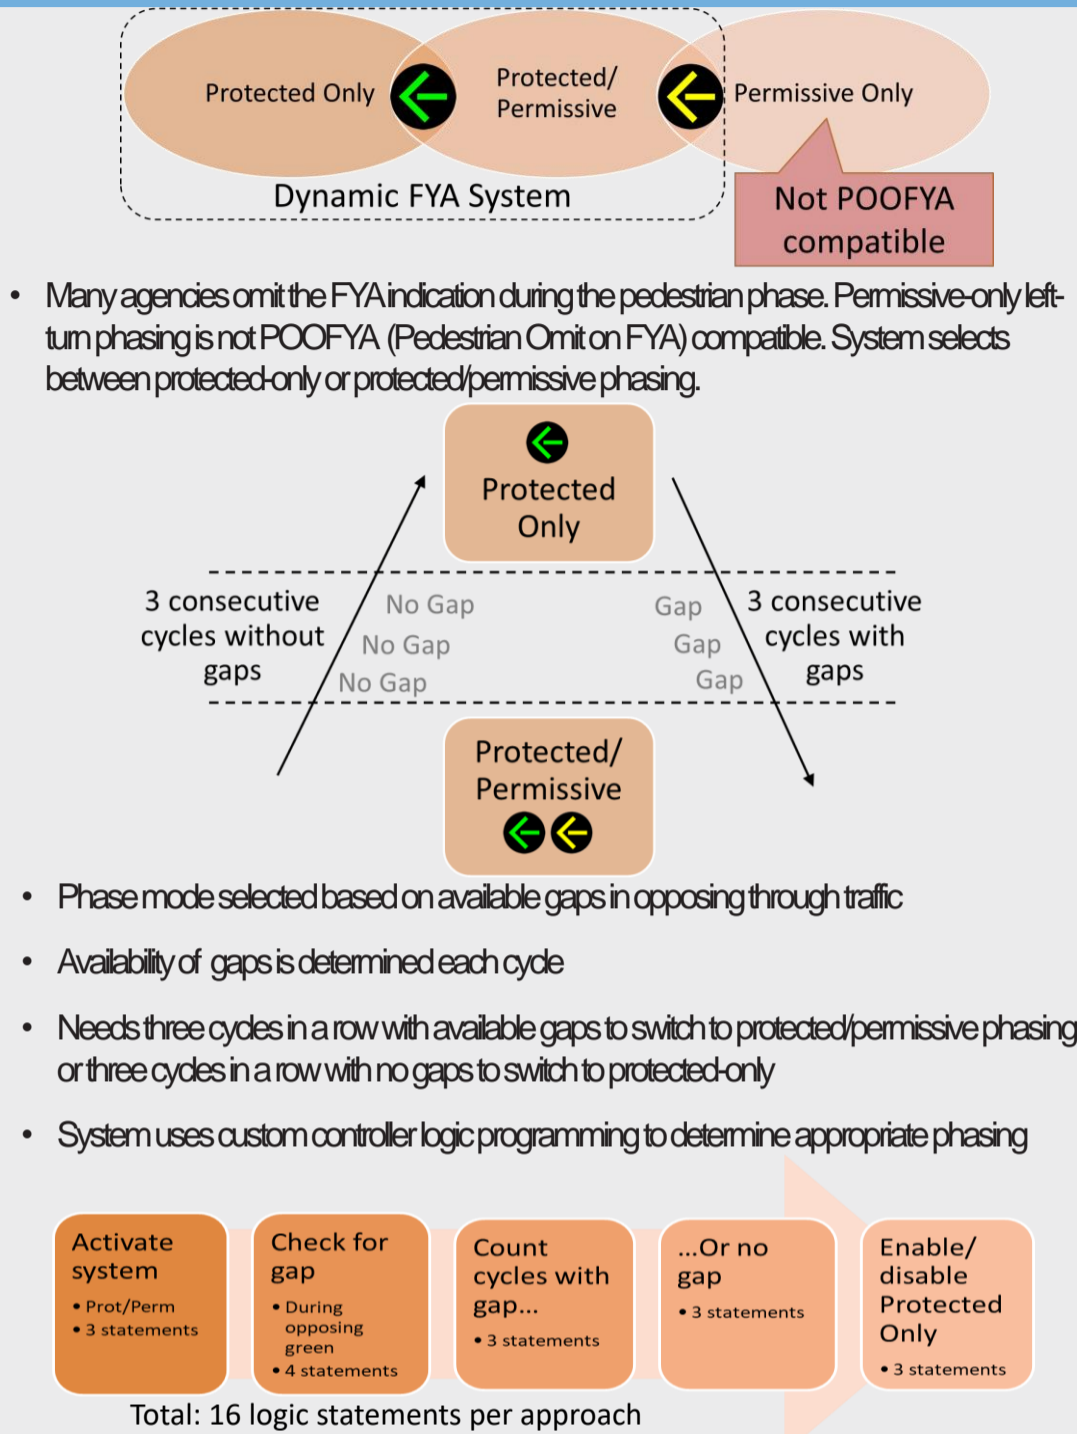 Protected Only
Protected/
Permissive
Permissive Only
Dynamic FYA System
Not POOFYA
compatible
• Many agencies omit the FYA indication during the pedestrian phase. Permissive-only left-
turn phasing is not POOFYA (Pedestrian Omit on FYA) compatible. System selects
between protected-only or protected/permissive phasing.
Protected
Only
3 consecutive
cycles without
gaps
No Gap
No Gap
No Gap
Gap
Gap
Gap
3 consecutive
cycles with
gaps
Protected/
Permissive
• Phase mode selected based on available gaps in opposing through traffic
• Availability of gaps is determined each cycle
• Needs three cycles in a row with available gaps to switch to protected/permissive phasing
or three cycles in a row with no gaps to switch to protected-only
• System uses custom controller logic programming to determine appropriate phasing
Activate
system
• Prot/Perm
• 3 statements
Check for
gap
• During
opposing
green
• 4 statements
Count
cycles with
gap...
• 3 statements
...Or no
gap
• 3 statements
Enable/
disable
Protected
Only
• 3 statements
Total: 16 logic statements per approach